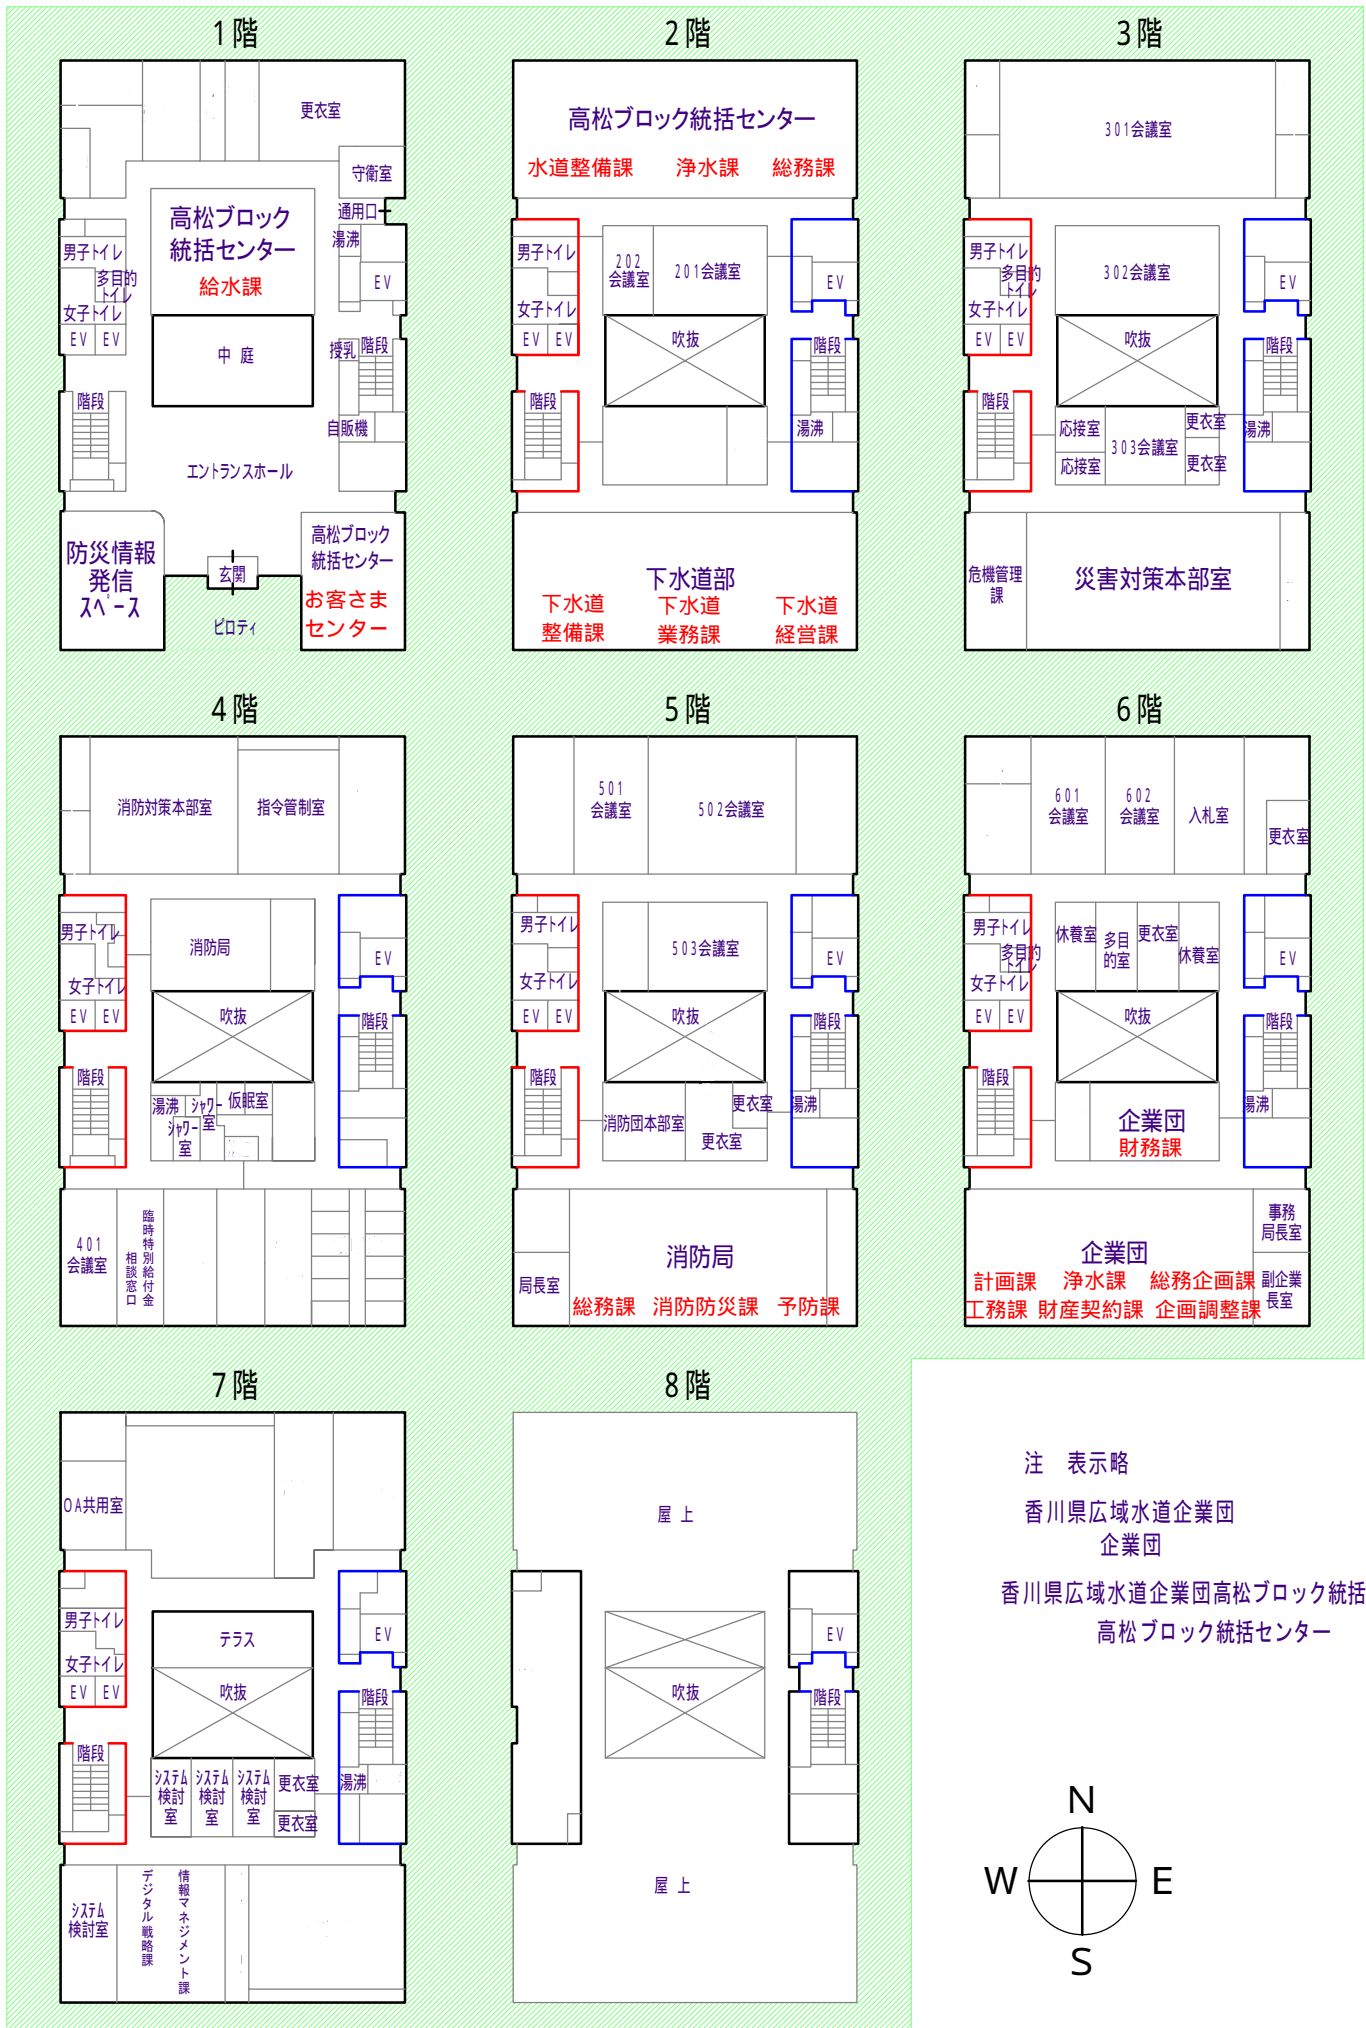 1階
更衣室
守衛室
通用口
高松ブロック
統括センター
給水課
湯沸
男子トイレ
多目的
トイレ
女子トイレ
EV
EV EV
中 庭
授乳
階段
階段
自販機
エントランスホール
防災情報
発信
スペース
玄関
ピロティ
高松ブロック
統括センター
お客さま
センター
2階
高松ブロック統括センター
水道整備課 浄水課 総務課
男子トイレ
202
会議室
201会議室
EV
女子トイレ
EV EV
吹抜
階段
階段
湯沸
下水道部
下水道
整備課
下水道
業務課
下水道
経営課
3階
301会議室
男子トイレ
多目的
トイレ
302会議室
EV
女子トイレ
EV EV
吹抜
階段
階段
応接室
応接室
303会議室
更衣室
更衣室
湯沸
危機管理
課
災害対策本部室
4階
消防対策本部室
指令管制室
男子トイレ
消防局
EV
女子トイレ
EV EV
吹抜
階段
階段
湯沸
シャワー
室
仮眠室
シャワー
室
401
会議室
臨時特別給付金
相談窓口
5階
501
会議室
502会議室
男子トイレ
503会議室
EV
女子トイレ
EV EV
吹抜
階段
階段
消防団本部室
更衣室
更衣室
湯沸
消防局
局長室
総務課 消防防災課 予防課
6階
601
会議室
602
会議室
入札室
更衣室
男子トイレ
多目的
トイレ
休養室
多目
的室
更衣室
休養室
EV
女子トイレ
EV EV
吹抜
階段
階段
湯沸
企業団
財務課
企業団
計画課 浄水課 総務企画課
工務課 財産契約課 企画調整課
事務
局長室
副企業
長室
7階
OA共用室
男子トイレ
テラス
EV
女子トイレ
EV EV
吹抜
階段
階段
システム
検討
室
システム
検討
室
システム
検討
室
更衣室
更衣室
湯沸
システム
検討室
デジタル戦略課
情報マネジメント課
8階
屋 上
EV
吹抜
階段
屋 上
注 表示略
香川県広域水道企業団
企業団
香川県広域水道企業団高松ブロック統括
高松ブロック統括センター
N
W
E
S